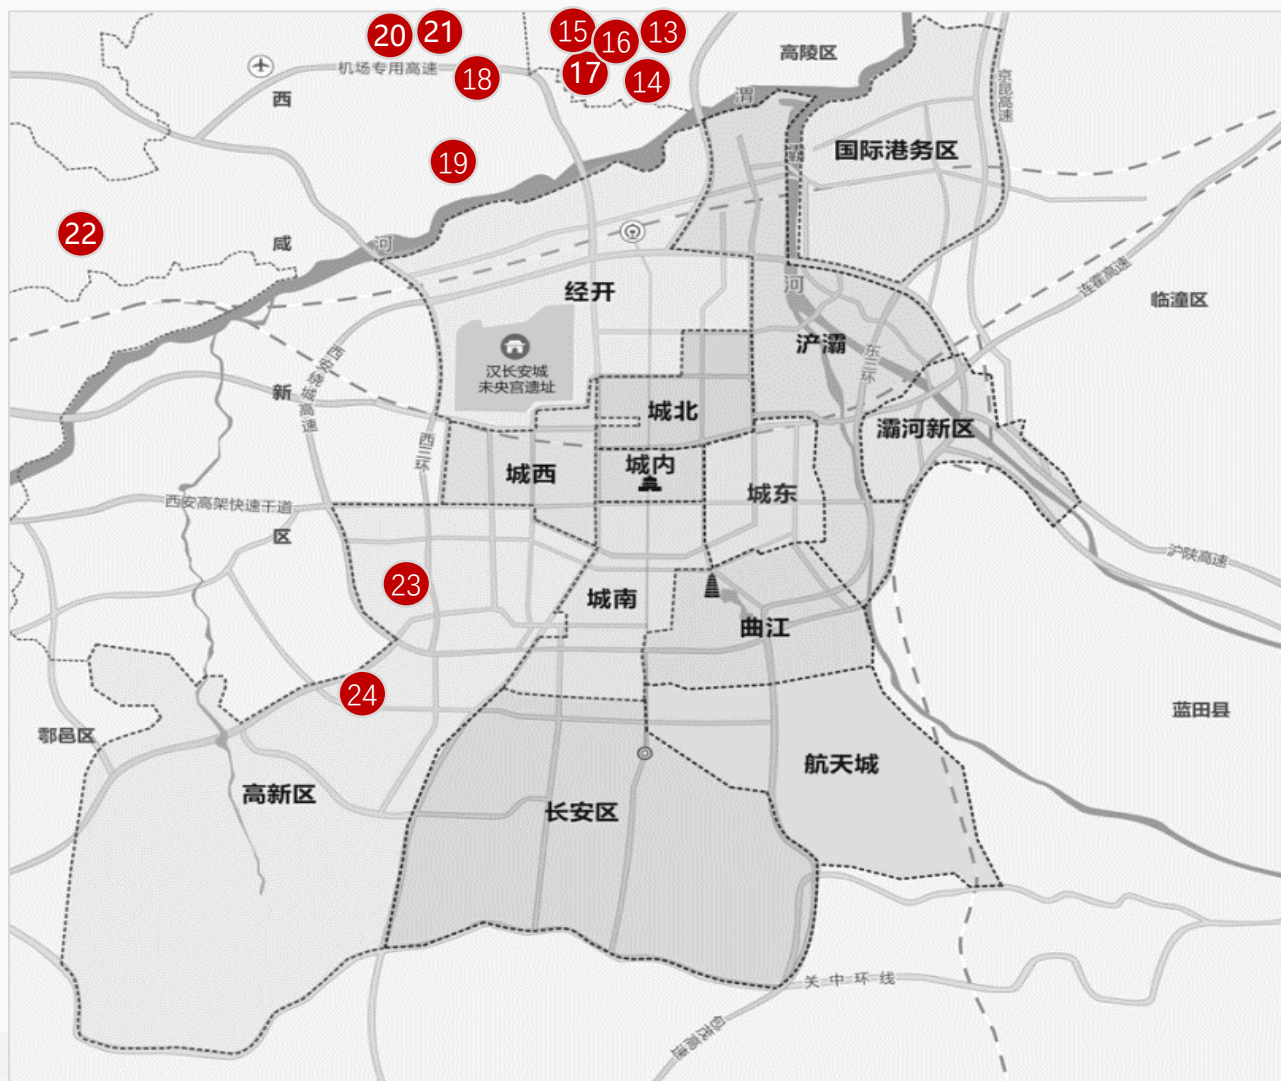 20
21
15
16
13
高陵区
机场专用高速
18
17
14
西
渭
京昆高速
19
灞
国际港务区
22
咸
河
河
连霍高速
临潼区
经开
浐灞
东三环
汉长安城
未央宫遗址
西安绕城高速
新
城北
灞河新区
西三环
城西
城内
城东
西安高架快速干道
区
沪陕高速
23
城南
曲江
24
蓝田县
鄠邑区
航天城
高新区
长安区
关中环线
包茂高速